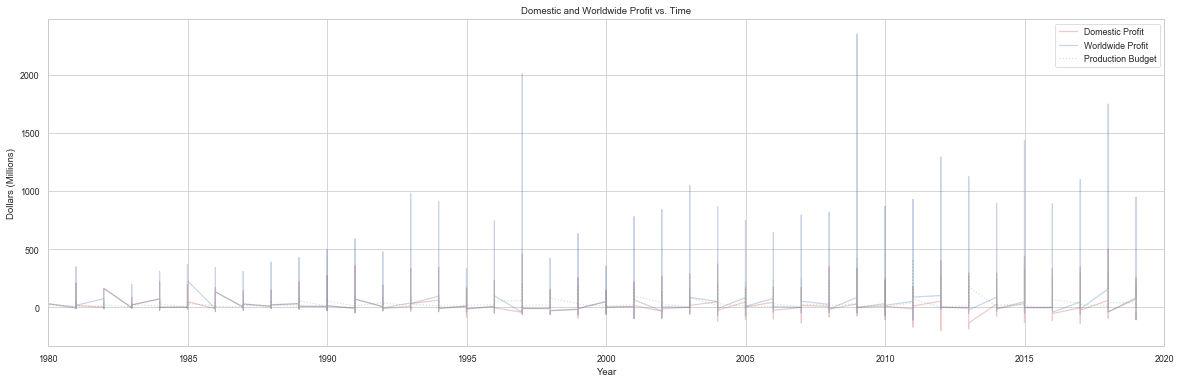 Domestic and Worldwide Profit vs. Time
Domestic Profit
Worldwide Profit
Production Budget
Dollars (Millions)
2000
1500
1000
500
0
1980
1985
1990
1995
2000
2005
2010
2015
2020
Year